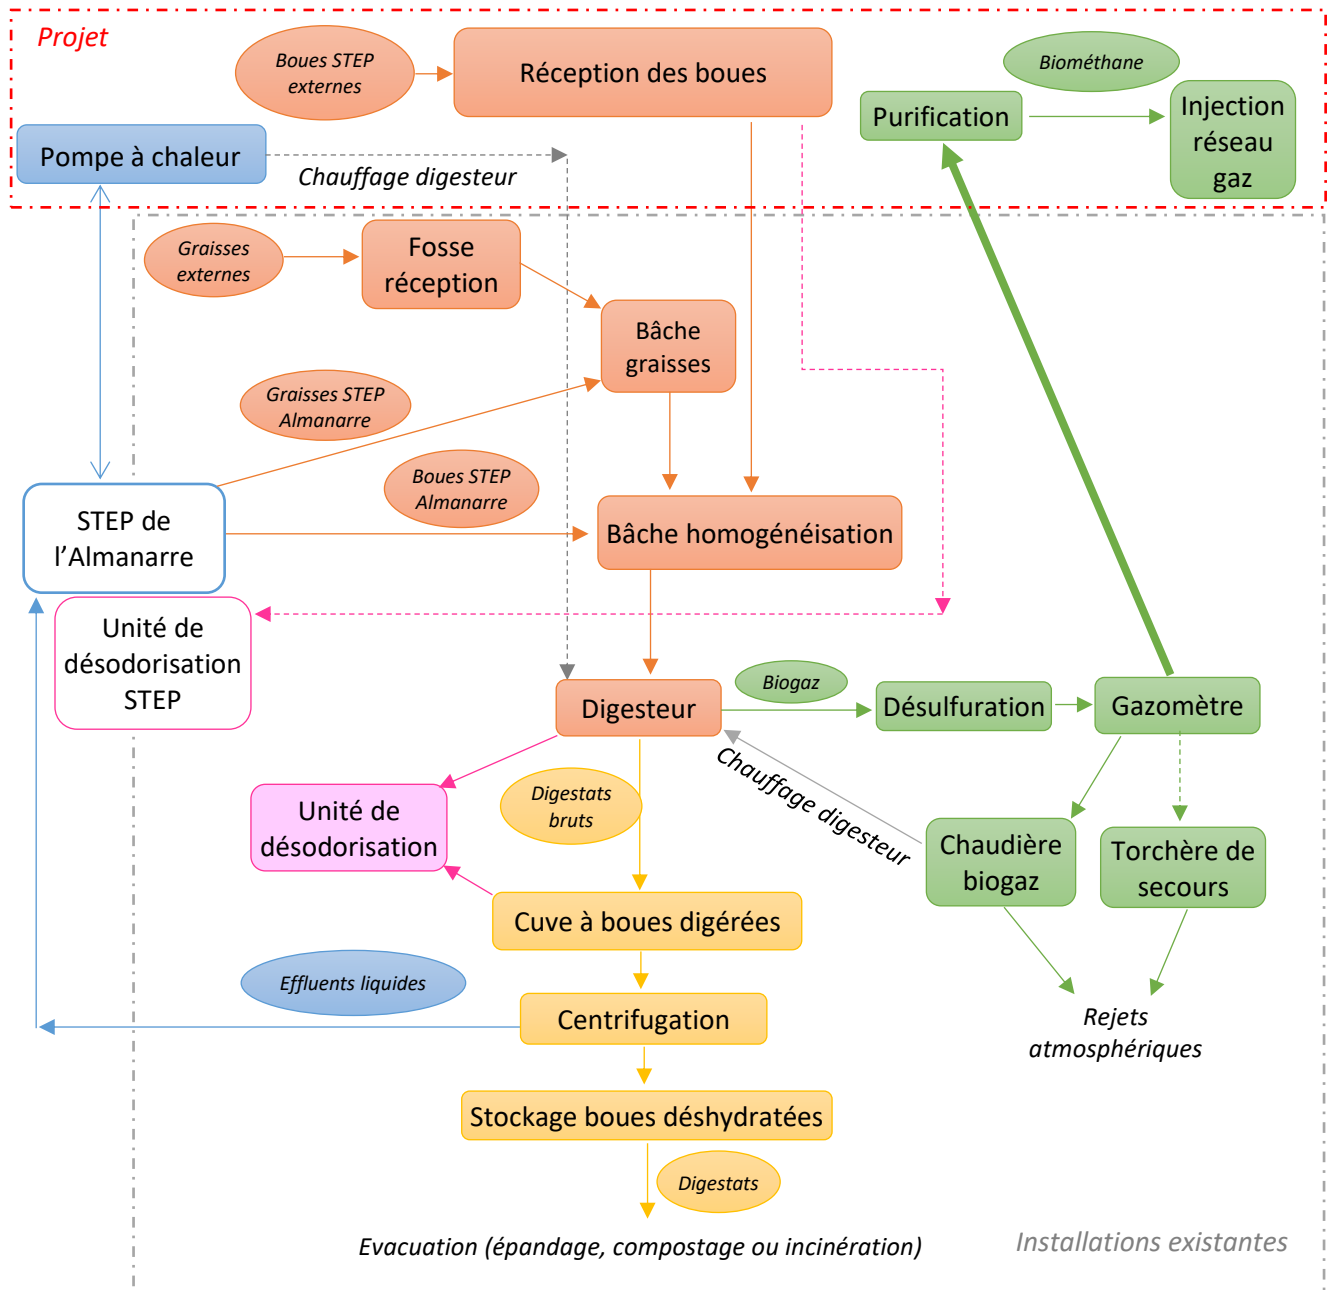 Projet
Boues STEP
externes
Réception des boues
Biométhane
Purification
Injection
réseau
gaz
Pompe à chaleur
Chauffage digesteur
Graisses
externes
Fosse
réception
Bâche
graisses
Graisses STEP
Almanarre
Boues STEP
Almanarre
STEP de
l’Almanarre
Bâche homogénéisation
Unité de
désodorisation
STEP
Digesteur
Biogaz
Désulfuration
Gazomètre
Chauffage digesteur
Unité de
désodorisation
Digestats
bruts
Chaudière
biogaz
Torchère de
secours
Cuve à boues digérées
Effluents liquides
Centrifugation
Rejets
atmosphériques
Stockage boues déshydratées
Digestats
Evacuation (épandage, compostage ou incinération)
Installations existantes